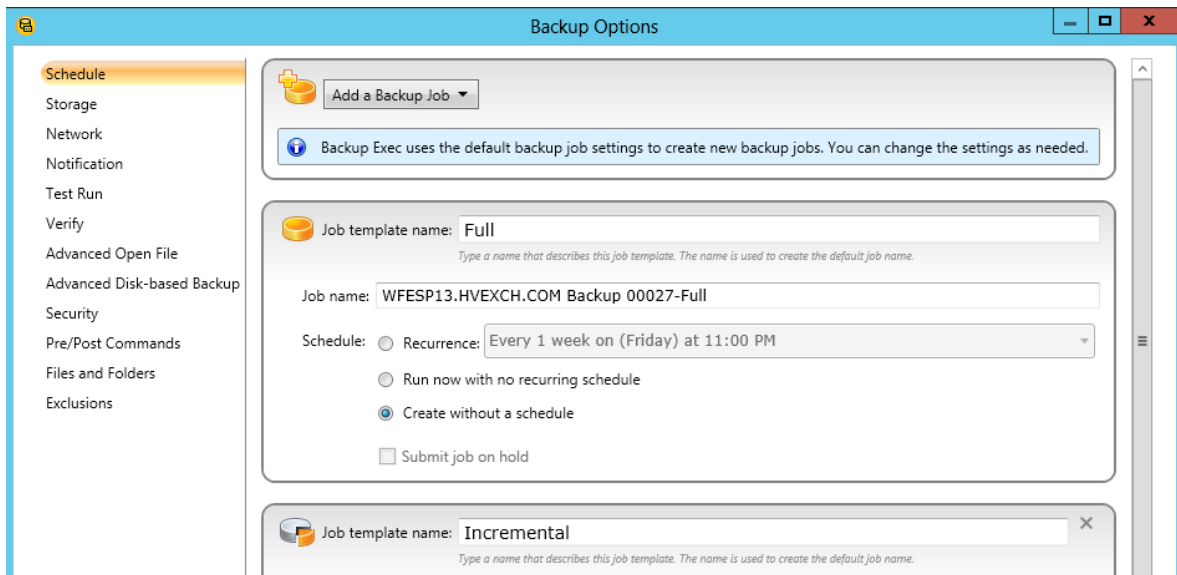 Backup Options
Schedule
Storage
Network
Notification
Test Run
Verify
Advanced Open File
Advanced Disk-based Backup
Security
Pre/Post Commands
Files and Folders
Exclusions
Add a Backup Job
Backup Exec uses the default backup job settings to create new backup jobs. You can change the settings as needed.
Job template name: Full
Type a name that describes this job template. The name is used to create the default job name.
Job name: WFESP13.HVEXCH.COM Backup 00027-Full
Schedule: Recurrence: Every 1 week on (Friday) at 11:00 PM
Run now with no recurring schedule
Create without a schedule
Submit job on hold
Job template name: Incremental
Type a name that describes this job template. The name is used to create the default job name.